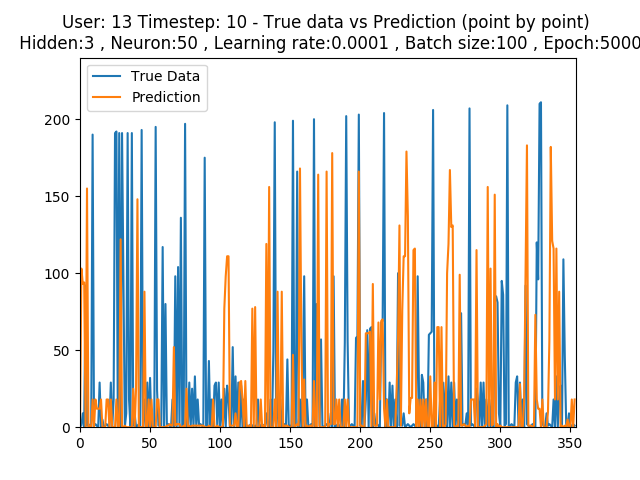 User: 13 Timestep: 10 - True data vs Prediction (point by point)
Hidden:3 , Neuron:50 , Learning rate:0.0001 , Batch size:100 , Epoch:5000
True Data
Prediction
200
150
100
50
0
0 50 100 150 200 250 300 350